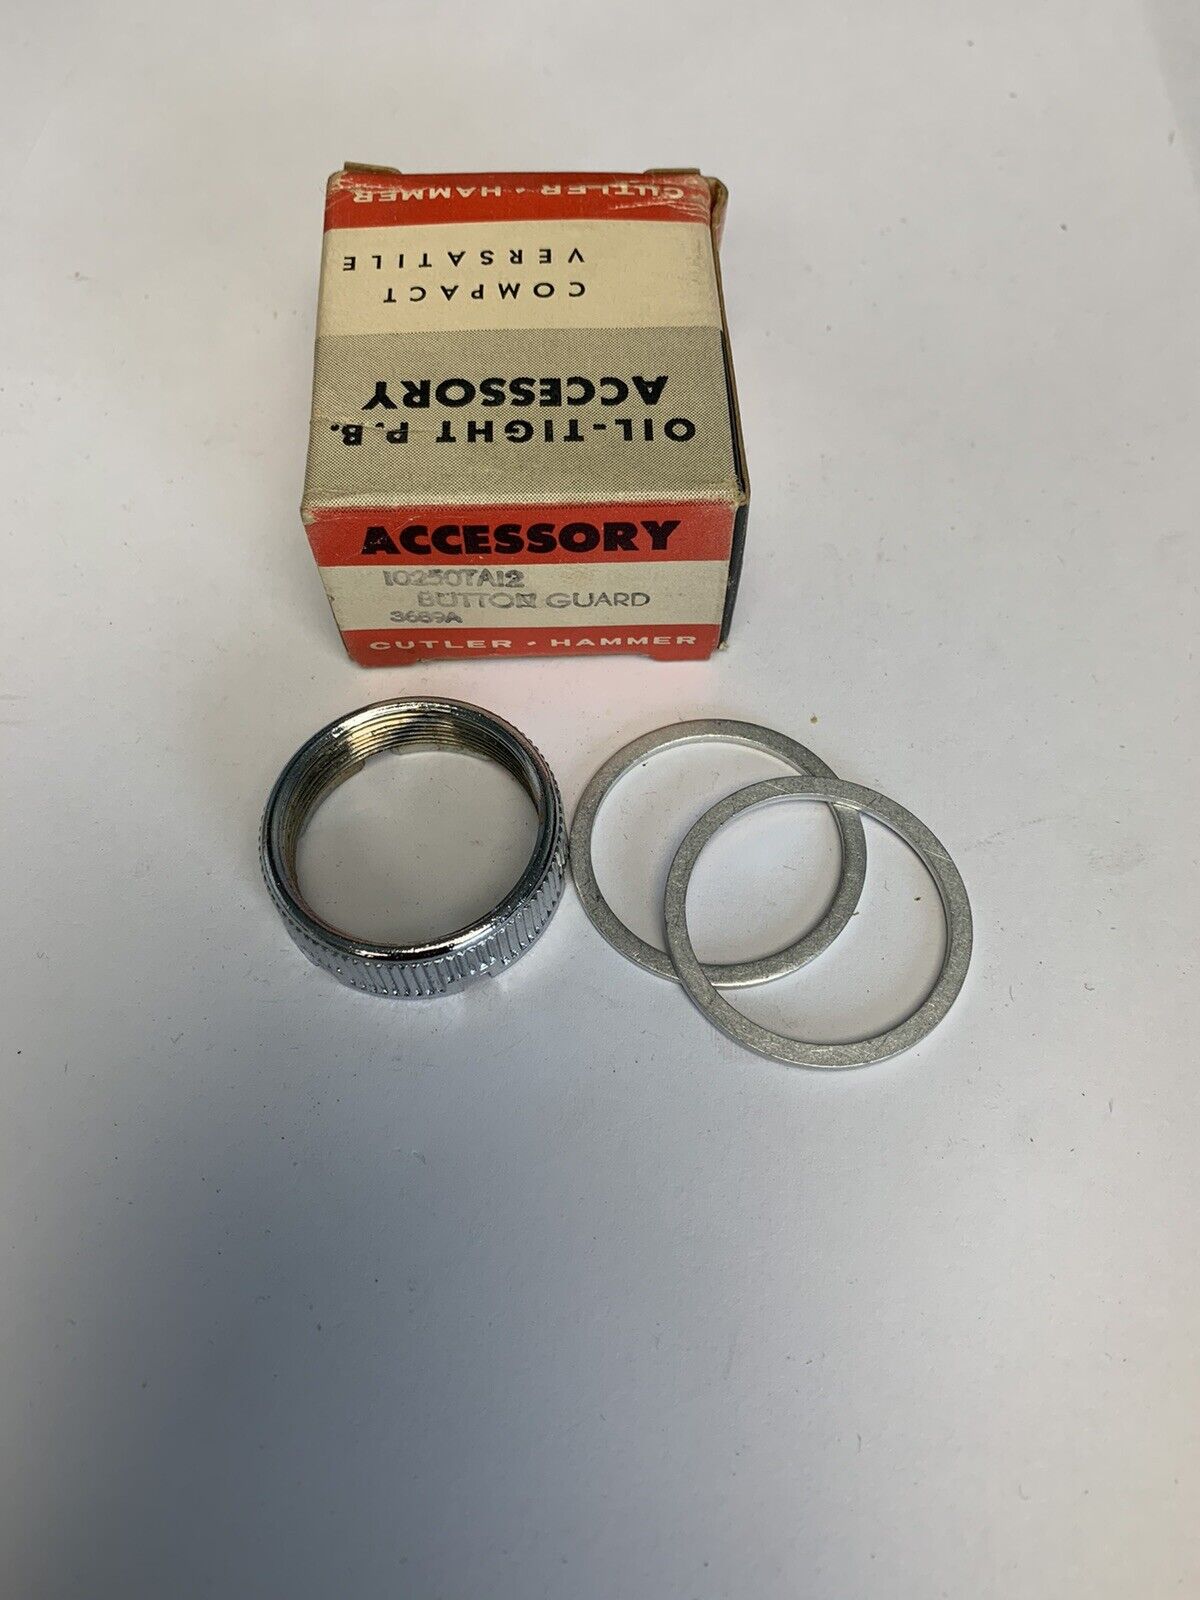 CUTLER • HAMMER
COMPACT
VERSATILE
OIL-TIGHT P.B.
ACCESSORY
ACCESSORY
10250TA12
BUTTON GUARD
3689A
CUTLER • HAMMER